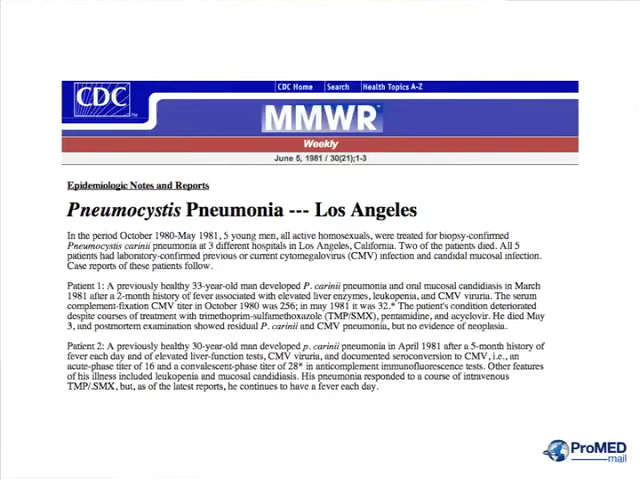 CDC Home | Search | Health Topics A-Z
CDC
TM
MMWR
Weekly
June 5, 1981 / 30(21);1-3
Epidemiologic Notes and Reports
Pneumocystis Pneumonia --- Los Angeles
In the period October 1980-May 1981, 5 young men, all active homosexuals, were treated for biopsy-confirmed
Pneumocystis carinii pneumonia at 3 different hospitals in Los Angeles, California. Two of the patients died. All 5
patients had laboratory-confirmed previous or current cytomegalovirus (CMV) infection and candidal mucosal infection.
Case reports of these patients follow.
Patient 1: A previously healthy 33-year-old man developed P. carinii pneumonia and oral mucosal candidiasis in March
1981 after a 2-month history of fever associated with elevated liver enzymes, leukopenia, and CMV viruria. The serum
complement-fixation CMV titer in October 1980 was 256; in may 1981 it was 32.* The patient's condition deteriorated
despite courses of treatment with trimethoprim-sulfamethoxazole (TMP/SMX), pentamidine, and acyclovir. He died May
3, and postmortem examination showed residual P. carinii and CMV pneumonia, but no evidence of neoplasia.
Patient 2: A previously healthy 30-year-old man developed p. carinii pneumonia in April 1981 after a 5-month history of
fever each day and of elevated liver-function tests, CMV viruria, and documented seroconversion to CMV, i.e., an
acute-phase titer of 16 and a convalescent-phase titer of 28* in anticomplement immunofluorescence tests. Other features
of his illness included leukopenia and mucosal candidiasis. His pneumonia responded to a course of intravenous
TMP/.SMX, but, as of the latest reports, he continues to have a fever each day.
ProMED
mail